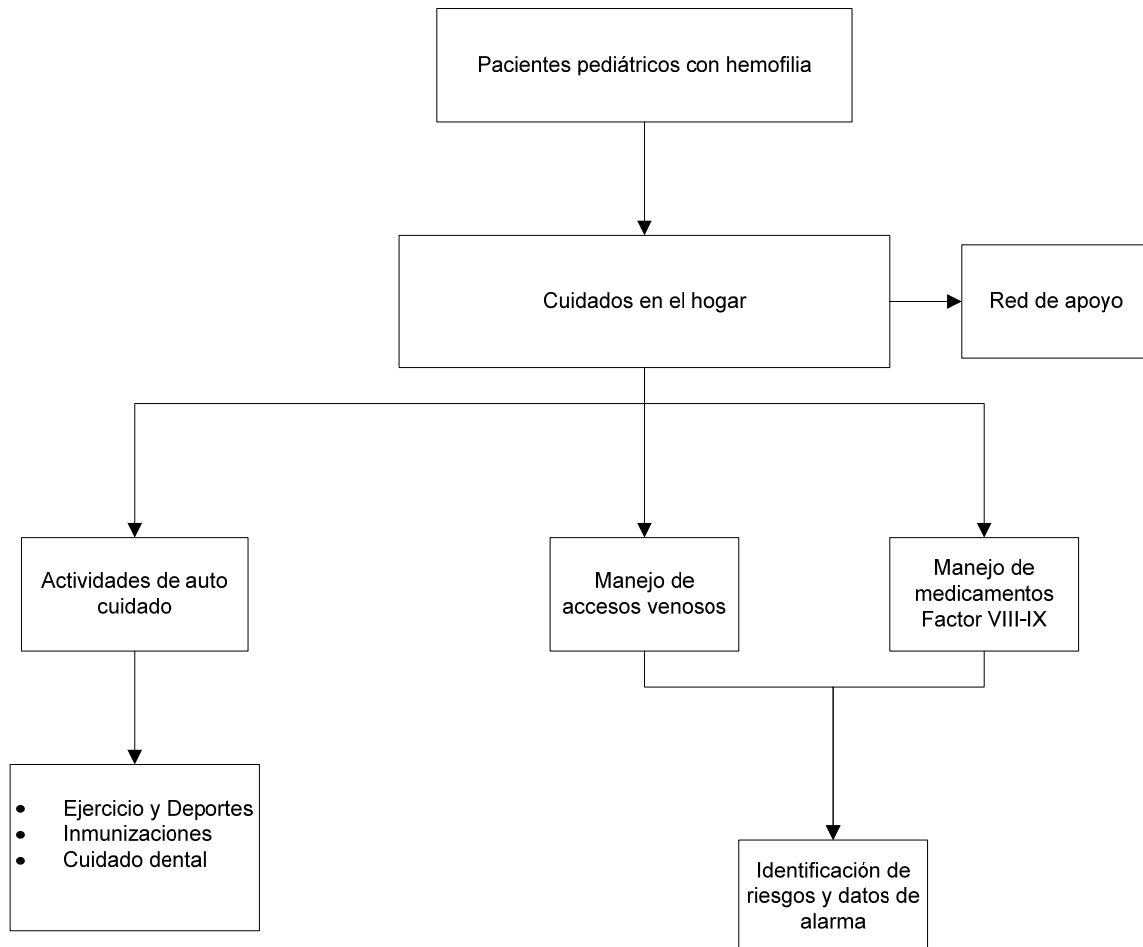 Pacientes pediátricos con hemofilia
Cuidados en el hogar
Red de apoyo
Actividades de auto
cuidado
Manejo de
accesos venosos
Manejo de
medicamentos
Factor VIII-IX
• Ejercicio y Deportes
• Inmunizaciones
• Cuidado dental
Identificación de
riesgos y datos de
alarma